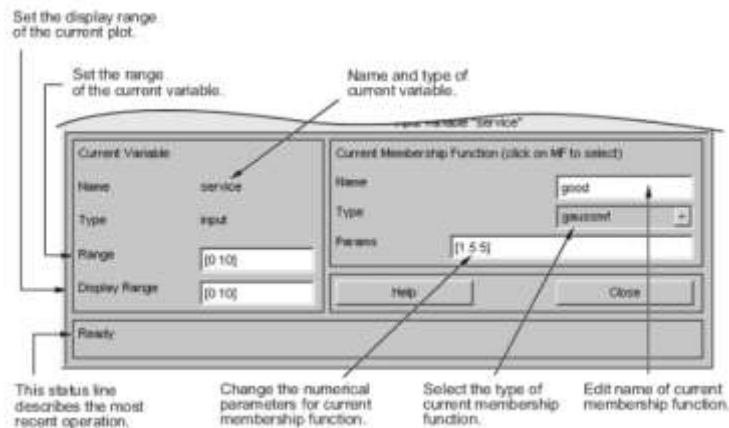 Set the display range
of the current plot.
Set the range
of the current variable.
Name and type of
current variable.
Input variable "service"
Current Variable
Name
service
Type
input
Range
[0 10]
Display Range
[0 10]
Current Membership Function (click on MF to select)
Name
good
Type
gaussmf
Params
[1.5 5]
Help
Close
Ready
This status line
describes the most
recent operation.
Change the numerical
parameters for current
membership function.
Select the type of
current membership
function.
Edit name of current
membership function.